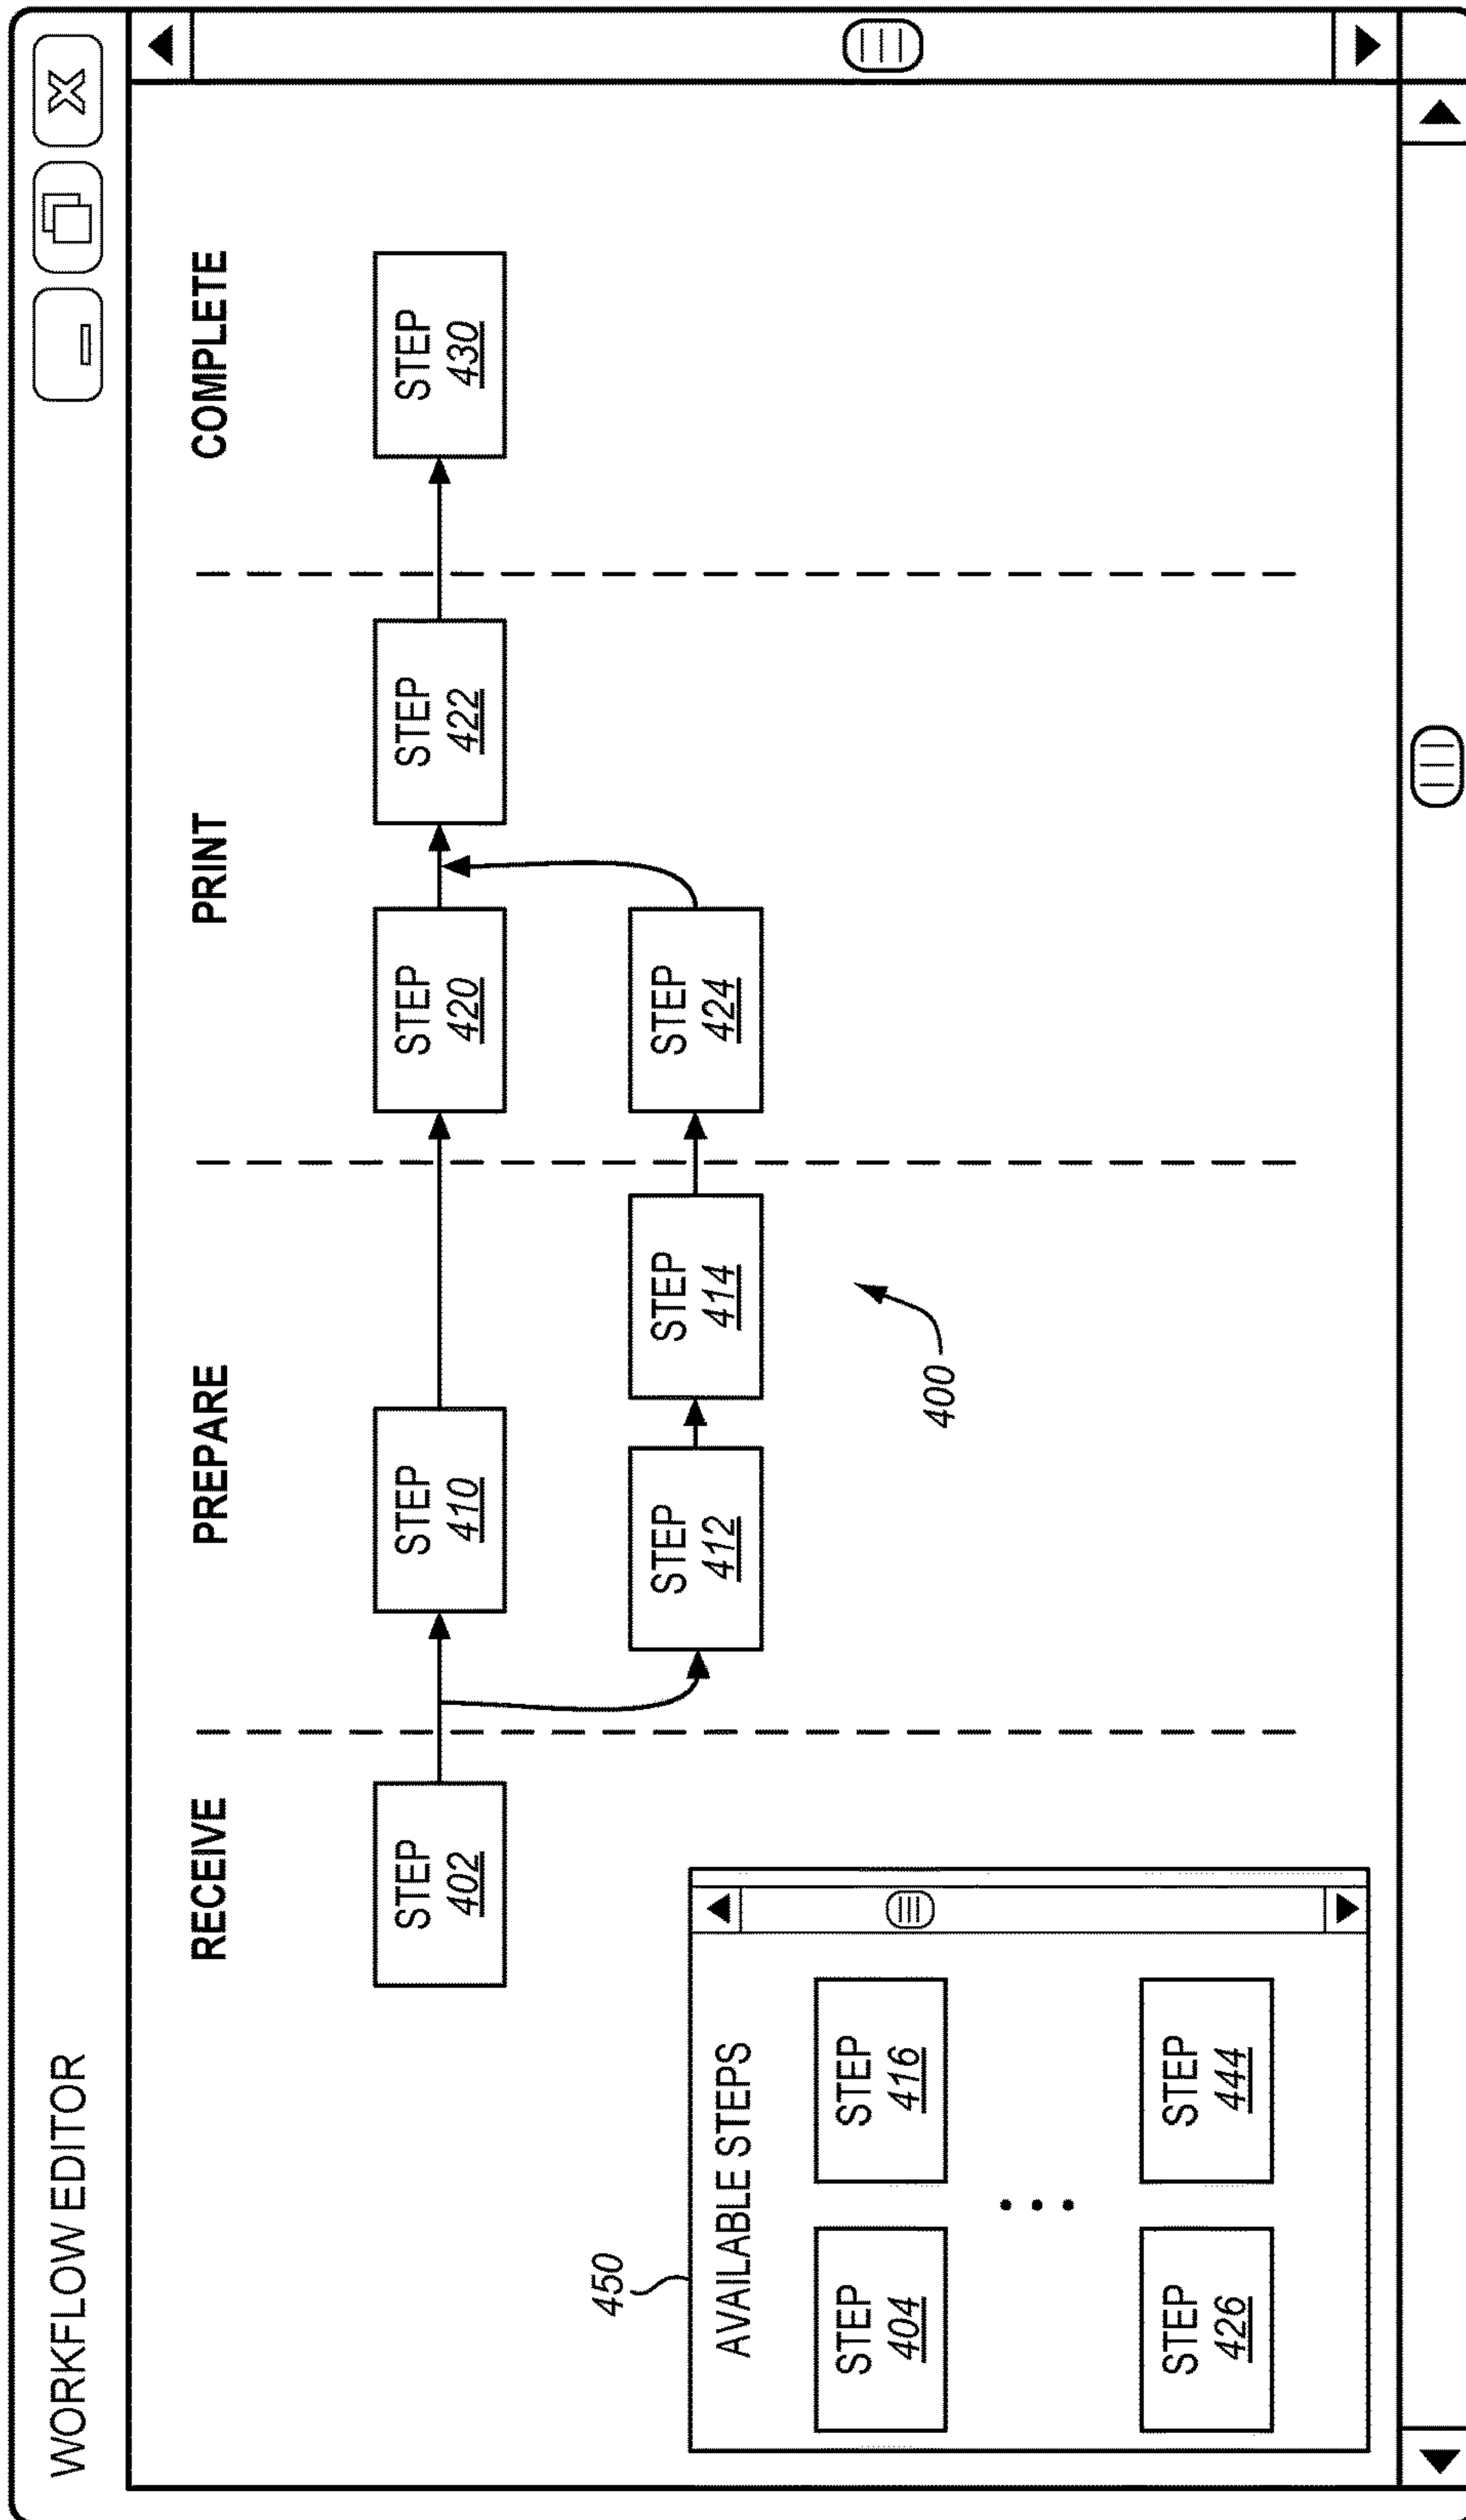 WORKFLOW EDITOR
RECEIVE
PREPARE
PRINT
COMPLETE
STEP
402
STEP
410
STEP
420
STEP
422
STEP
430
STEP
412
STEP
414
STEP
424
400
450
AVAILABLE STEPS
STEP
404
STEP
416
STEP
426
STEP
444